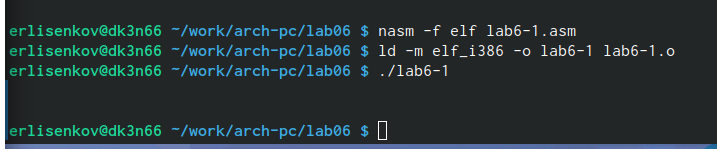 erlisenkov@dk3n66 ~/work/arch-pc/lab06 $ nasm -f elf lab6-1.asm
erlisenkov@dk3n66 ~/work/arch-pc/lab06 $ ld -m elf_i386 -o lab6-1 lab6-1.o
erlisenkov@dk3n66 ~/work/arch-pc/lab06 $ ./lab6-1
erlisenkov@dk3n66 ~/work/arch-pc/lab06 $